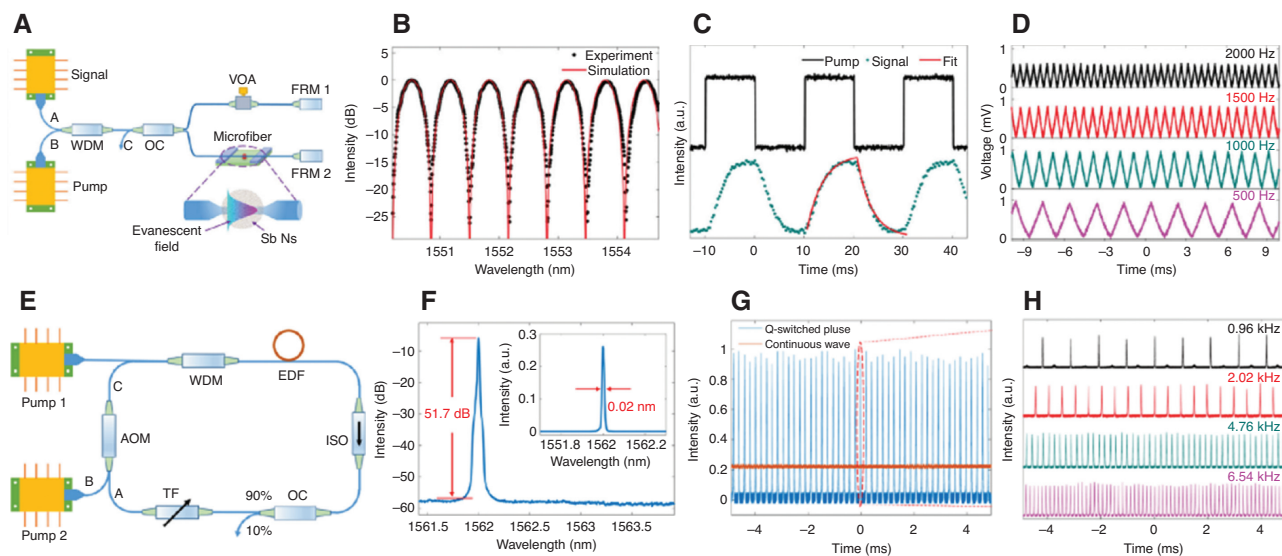 A
Signal
A
B
Pump
WDM
C
OC
VOA
FRM 1
Microfiber
FRM 2
Evanescent
field
Sb Ns
B
Experiment
Simulation
Intensity (dB)
0
−5
−10
−15
−20
−25
1551
1552
1553
1554
Wavelength (nm)
C
Pump
Signal
Fit
Intensity (a.u.)
−10
0
10
20
30
40
Time (ms)
D
2000 Hz
1500 Hz
1000 Hz
500 Hz
Voltage (mV)
1
0
1
0
1
0
1
0
−9
−6
−3
0
3
6
9
Time (ms)
E
Pump 1
C
WDM
EDF
AOM
ISO
Pump 2
B
A
TF
90%
OC
10%
F
Intensity (dB)
−10
−20
−30
−40
−50
−60
51.7 dB
1561.5
1562
1562.5
1563
1563.5
Wavelength (nm)
Intensity (a.u.)
0.3
0.2
0.1
0
0.02 nm
1551.8
1562
1562.2
Wavelength (nm)
G
Q-switched pluse
Continuous wave
Intensity (a.u.)
1
0.8
0.6
0.4
0.2
0
−4
−2
0
2
4
Time (ms)
H
0.96 kHz
2.02 kHz
4.76 kHz
6.54 kHz
Intensity (a.u.)
−4
−2
0
2
4
Time (ms)